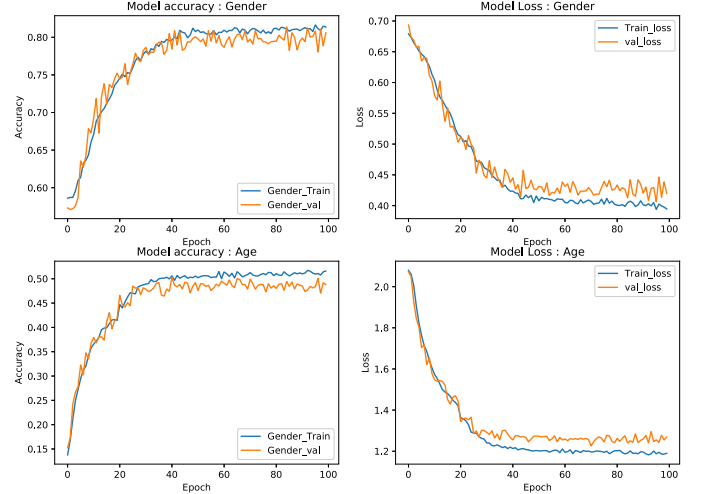 Model accuracy : Gender
Accuracy
0.80
0.75
0.70
0.65
0.60
Gender_Train
Gender_val
0 20 40 60 80 100
Epoch
Model Loss : Gender
Loss
0.70
0.65
0.60
0.55
0.50
0.45
0.40
Train_loss
val_loss
0 20 40 60 80 100
Epoch
Model accuracy : Age
Accuracy
0.50
0.45
0.40
0.35
0.30
0.25
0.20
0.15
Gender_Train
Gender_val
0 20 40 60 80 100
Epoch
Model Loss : Age
Loss
2.0
1.8
1.6
1.4
1.2
Train_loss
val_loss
0 20 40 60 80 100
Epoch